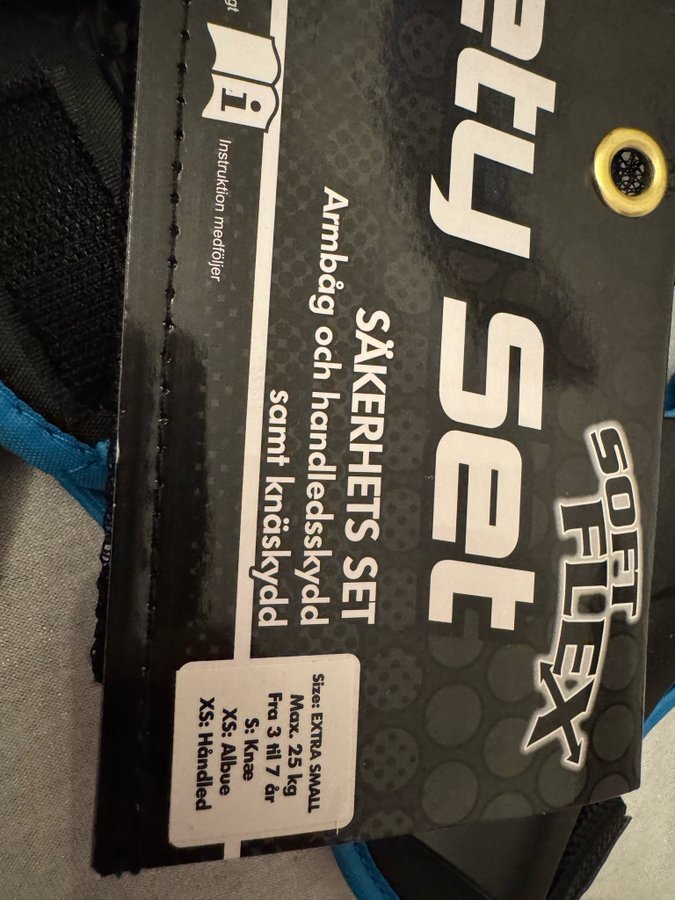 ety Set
SOFT
FLEX
SÄKERHETS SET
Armbåg och handledsskydd
samt knäskydd
Instruktion medföljer
Size: EXTRA SMALL
Max. 25 kg
Fra 3 til 7 år
S: Knæ
XS: Albue
XS: Håndled